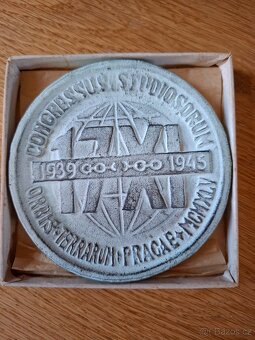 CONGRESSUS STUDIOSORUM
17·XI
1939 1945
ORBIS TERRARUM PRAGAE MCMXLV